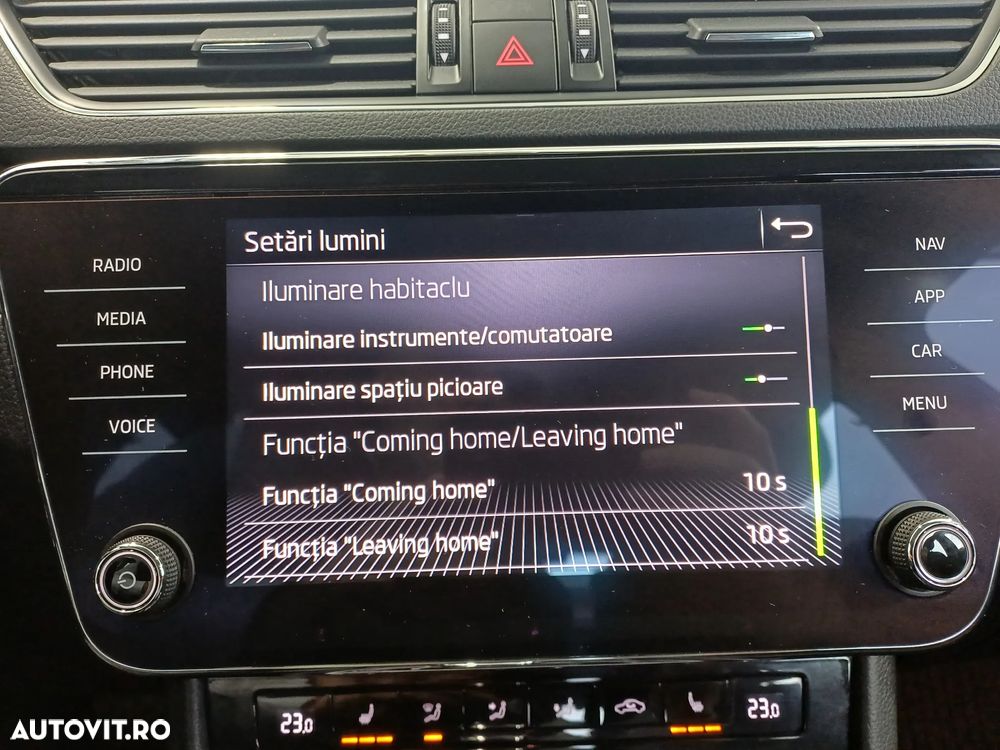 Setări lumini
RADIO
MEDIA
PHONE
VOICE
Iluminare habitaclu
Iluminare instrumente/comutatoare
Iluminare spațiu picioare
Funcția "Coming home/Leaving home"
Funcția "Coming home" 10 s
Funcția "Leaving home" 10 s
NAV
APP
CAR
MENU
23.0
23.0
AUTOVIT.RO